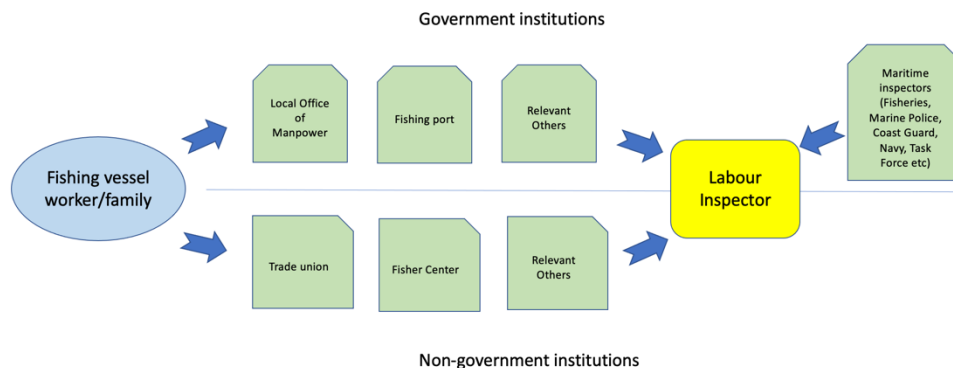 Government institutions
Local Office
of
Manpower
Fishing port
Relevant
Others
Maritime
inspectors
(Fisheries,
Marine Police,
Coast Guard,
Navy, Task
Force etc)
Fishing vessel
worker/family
Labour
Inspector
Trade union
Fisher Center
Relevant
Others
Non-government institutions